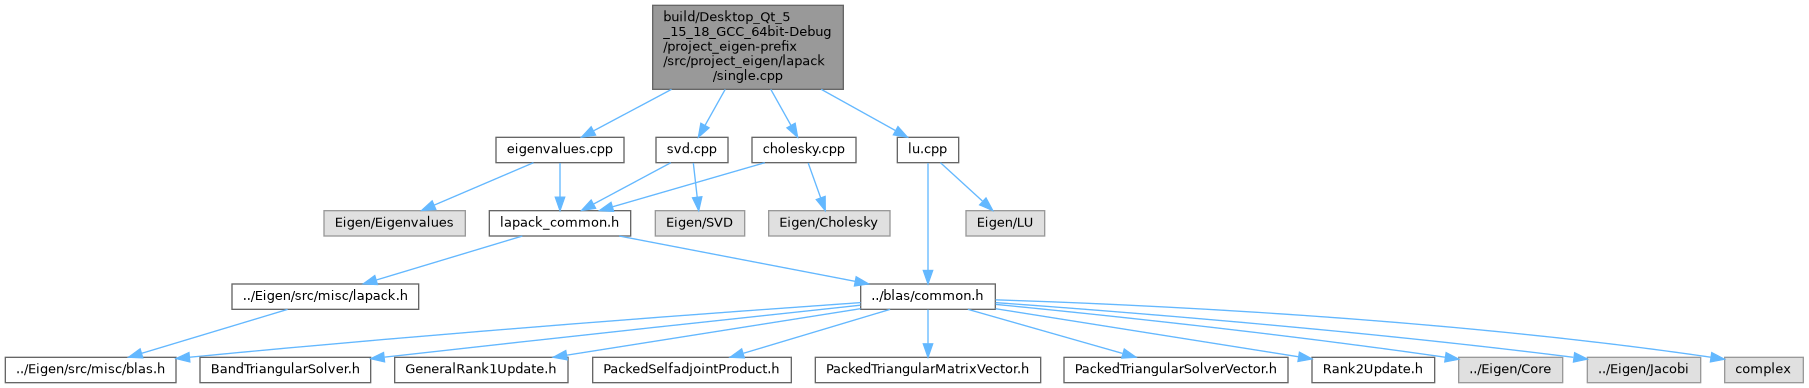 build/Desktop_Qt_5
_15_18_GCC_64bit-Debug
/project_eigen-prefix
/src/project_eigen/lapack
/single.cpp
eigenvalues.cpp
svd.cpp
cholesky.cpp
lu.cpp
Eigen/Eigenvalues
lapack_common.h
Eigen/SVD
Eigen/Cholesky
Eigen/LU
../Eigen/src/misc/lapack.h
../blas/common.h
../Eigen/src/misc/blas.h
BandTriangularSolver.h
GeneralRank1Update.h
PackedSelfadjointProduct.h
PackedTriangularMatrixVector.h
PackedTriangularSolverVector.h
Rank2Update.h
../Eigen/Core
../Eigen/Jacobi
complex